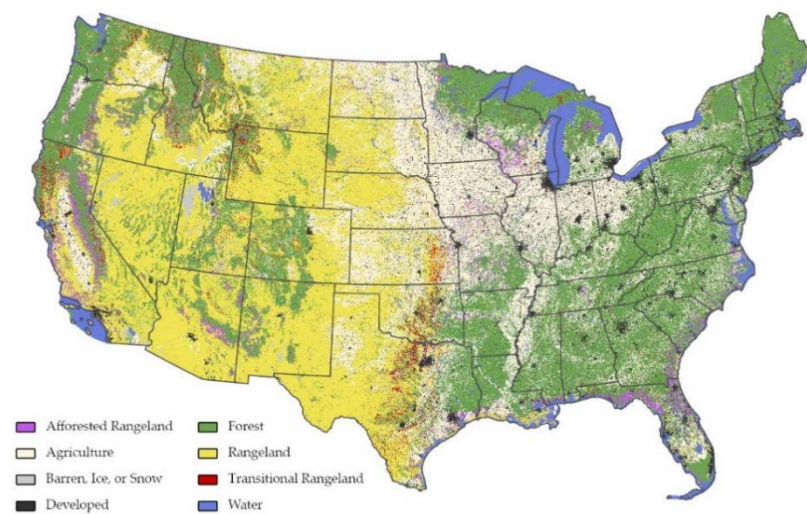 Afforested Rangeland
Agriculture
Barren, Ice, or Snow
Developed
Forest
Rangeland
Transitional Rangeland
Water